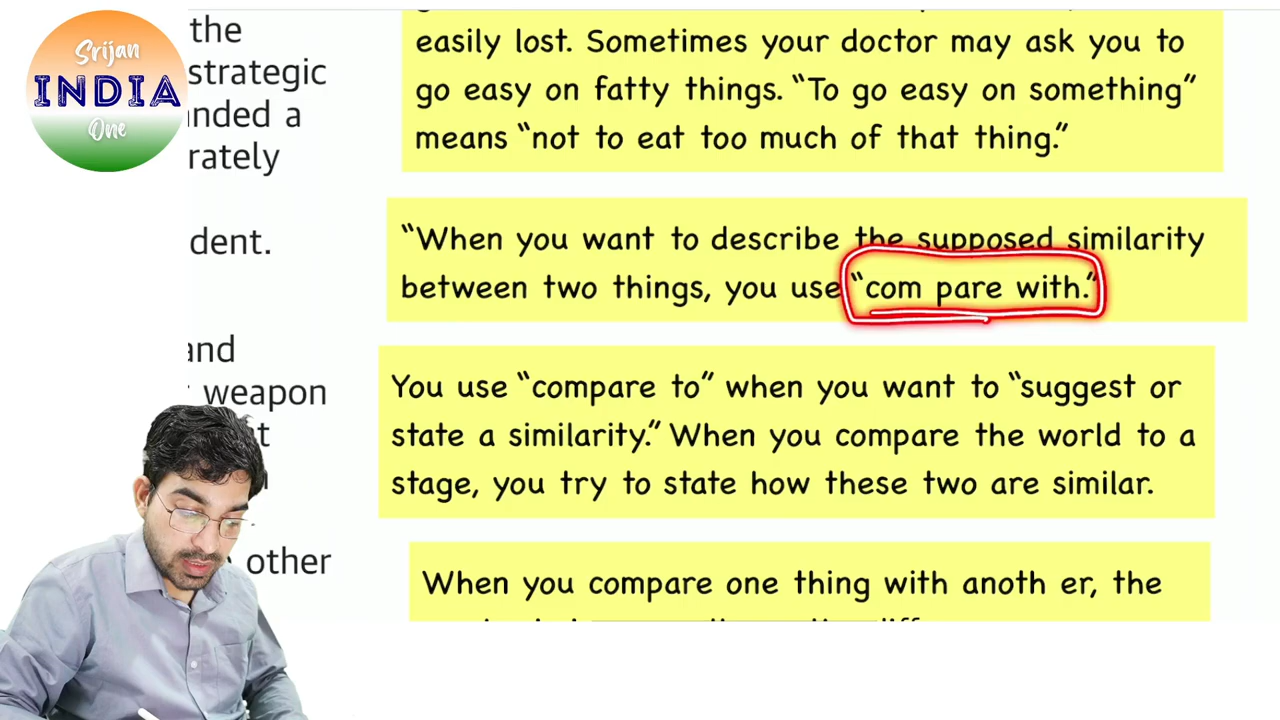 Srijan
INDIA
One
the
strategic
nded a
rately
dent.
and
weapon
other
easily lost. Sometimes your doctor may ask you to
go easy on fatty things. “To go easy on something”
means “not to eat too much of that thing.”
“When you want to describe the supposed similarity
between two things, you use “com pare with.”
You use “compare to” when you want to “suggest or
state a similarity.” When you compare the world to a
stage, you try to state how these two are similar.
When you compare one thing with anoth er, the